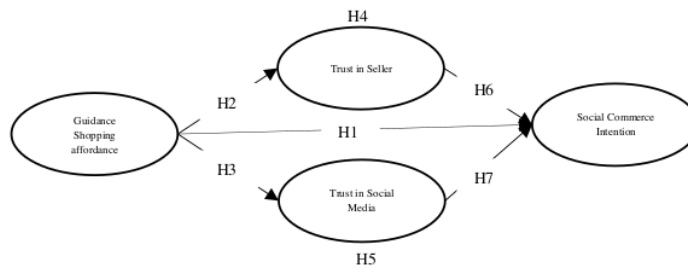 H4
Trust in Seller
H2
H6
Guidance
Shopping
affordance
H1
Social Commerce
Intention
H3
H7
Trust in Social
Media
H5